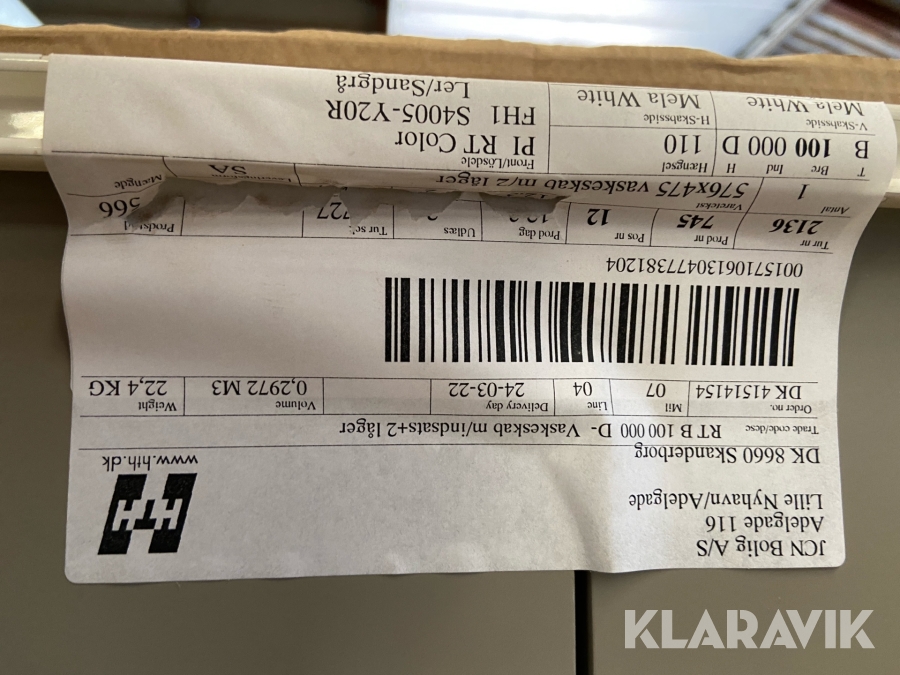 JCN Bolig A/S
Adelgade 116
Lille Nyhavn/Adelgade
DK 8660 Skanderborg
HTH
www.hth.dk
Trade code/desc RT B 100 000 D- Vaskeskab m/indsats+2 låger
Order no. Mil Line Delivery day Volume Weight
DK 41514154 07 04 24-03-22 0,2972 M3 22,4 KG
00157106130477381204
Tur nr Prod nr Pos nr Prod dag Udlæs Tur se
2136 745 12
Antal Varetekst Mængde
1 576x475 vaskeskab m/2 låger SA
T Bre Ind H Hængsel Front/Lösdele
B 100 000 D 110 PI RT Color
V-Skabsside H-Skabsside FH1 S4005-Y20R
Mela White Mela White Ler/Sandgrå
KLARAVIK